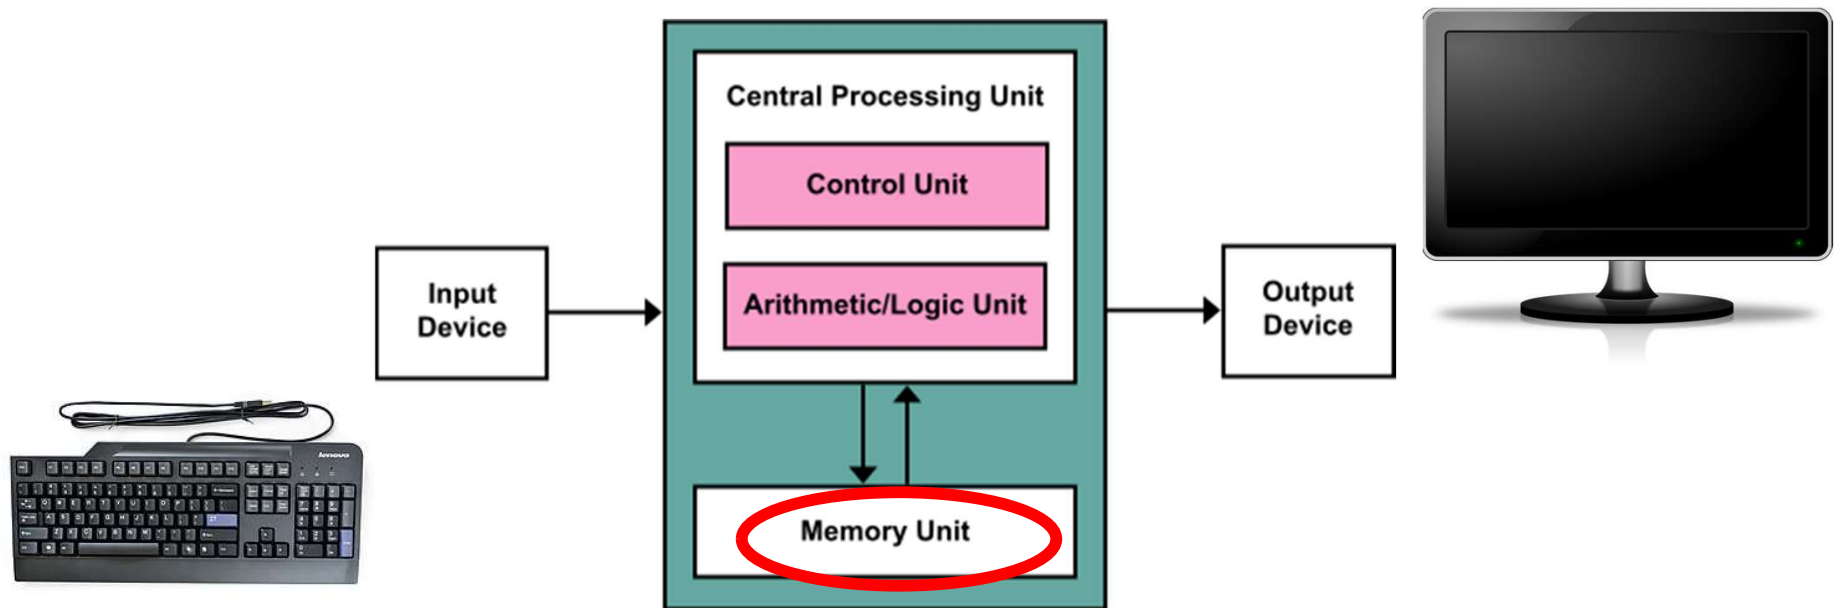 Central Processing Unit
Control Unit
Arithmetic/Logic Unit
Input
Device
Output
Device
Memory Unit
lenovo